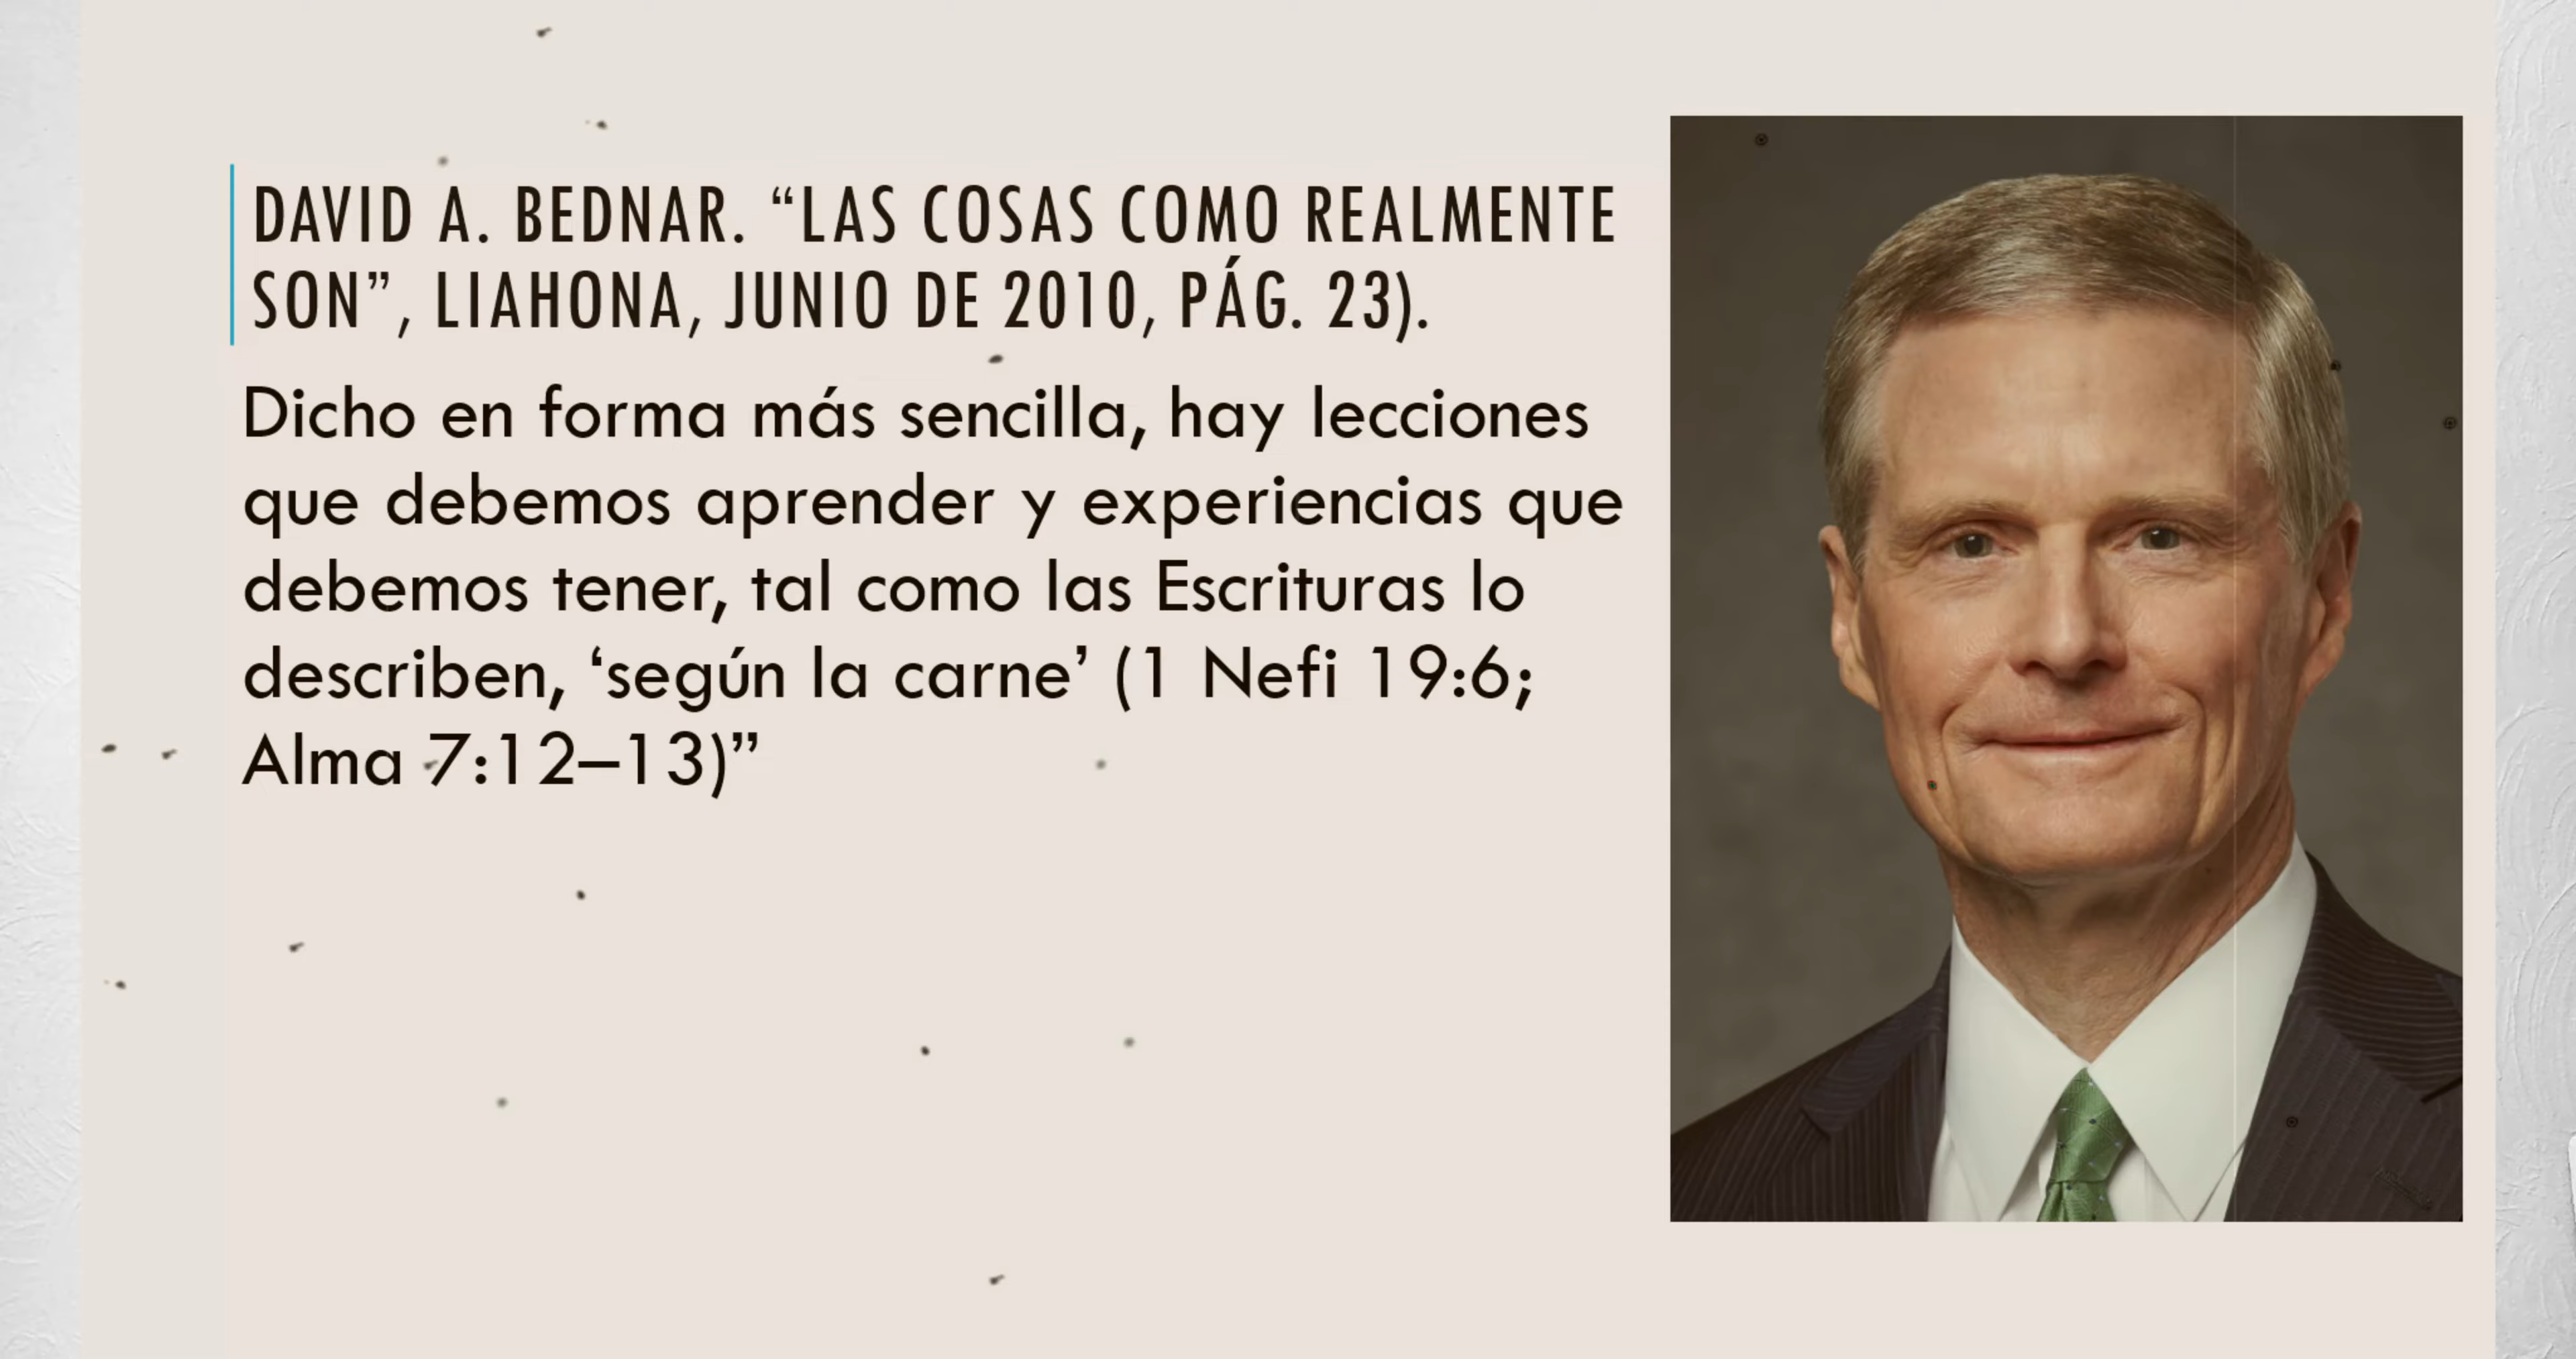 DAVID A. BEDNAR. “LAS COSAS COMO REALMENTE
SON”, LIAHONA, JUNIO DE 2010, PÁG. 23).
Dicho en forma más sencilla, hay lecciones
que debemos aprender y experiencias que
debemos tener, tal como las Escrituras lo
describen, ‘según la carne’ (1 Nefi 19:6;
Alma 7:12–13)”